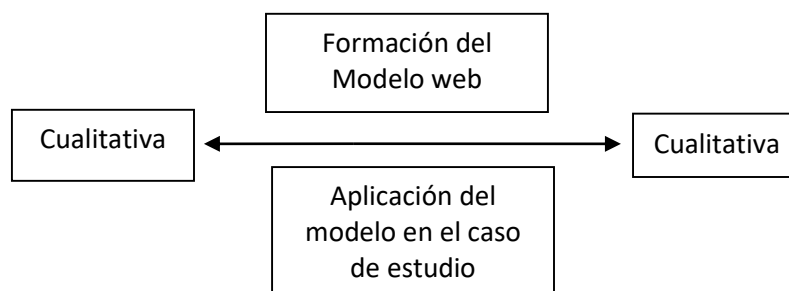 Formación del
Modelo web
Cualitativa
Cualitativa
Aplicación del
modelo en el caso
de estudio